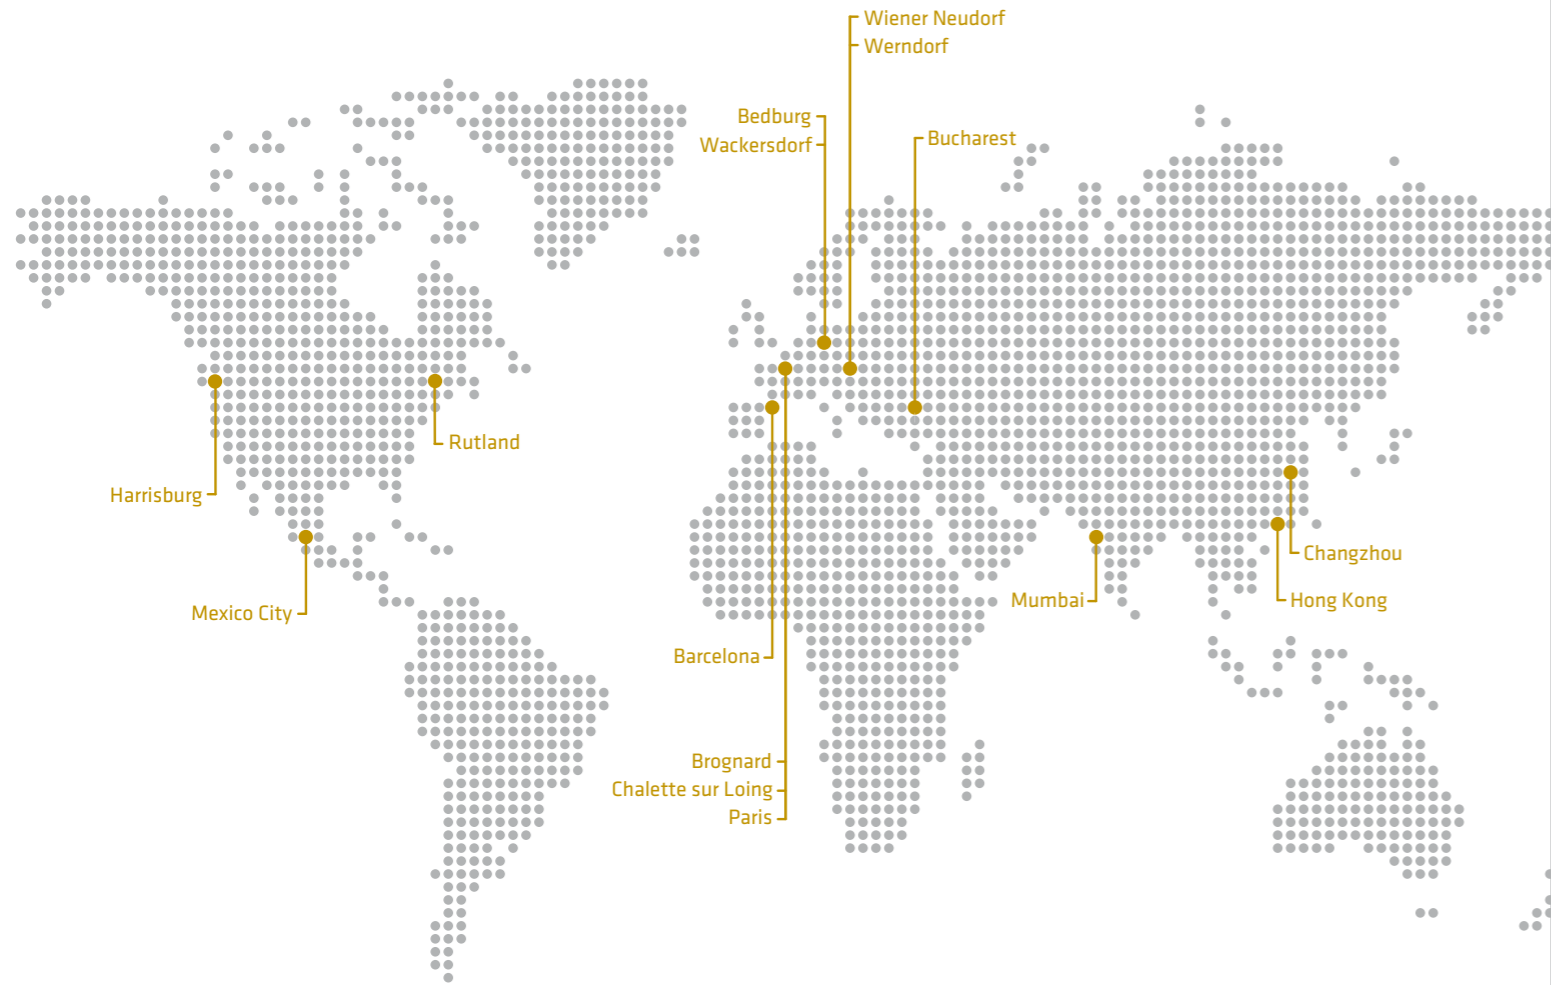 Wiener Neudorf
Werndorf
Bedburg
Bucharest
Wackersdorf
Rutland
Harrisburg
Changzhou
Mumbai
Hong Kong
Mexico City
Barcelona
Brognard
Chalette sur Loing
Paris